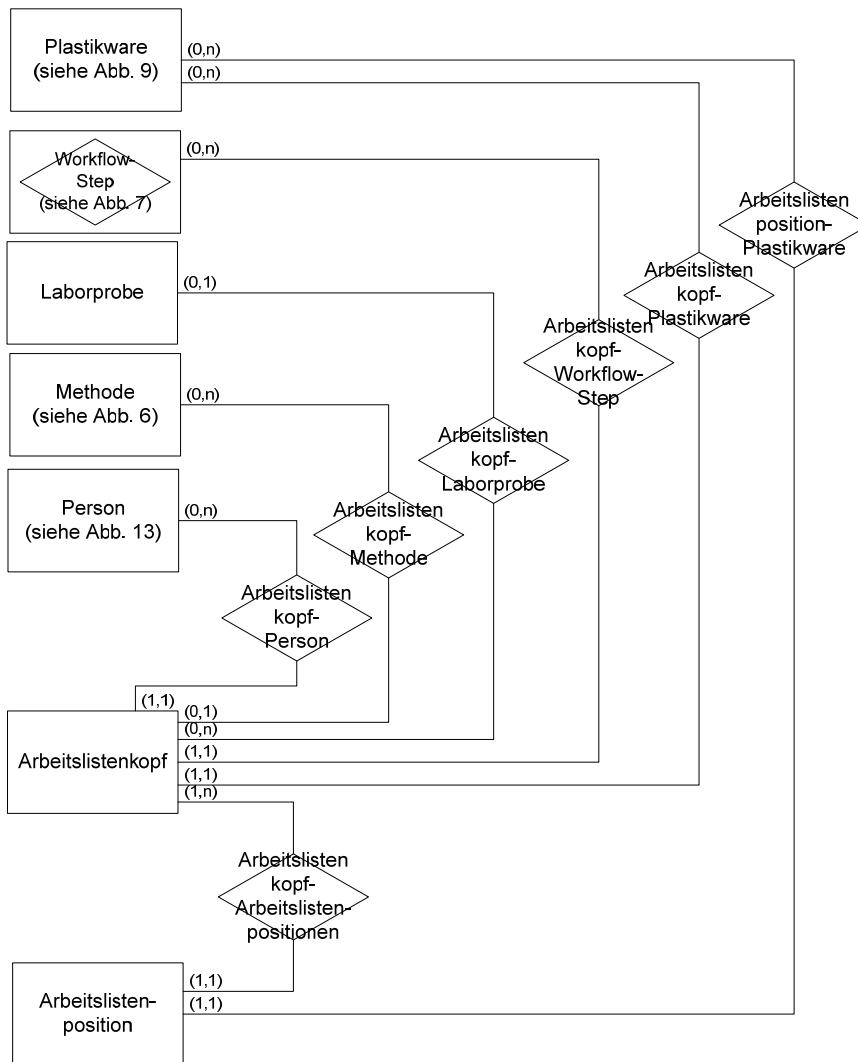 Plastikware
(siehe Abb. 9)
(0,n)
(0,n)
Workflow-
Step
(siehe Abb. 7)
(0,n)
Arbeitslisten
position-
Plastikware
Laborprobe
(0,1)
Arbeitslisten
kopf-
Plastikware
Arbeitslisten
kopf-
Workflow-
Step
Methode
(siehe Abb. 6)
(0,n)
Arbeitslisten
kopf-
Laborprobe
Person
(siehe Abb. 13)
(0,n)
Arbeitslisten
kopf-
Methode
Arbeitslisten
kopf-
Person
(1,1)
Arbeitslistenkopf
(0,1)
(0,n)
(1,1)
(1,1)
(1,n)
Arbeitslisten
kopf-
Arbeitslisten-
positionen
Arbeitslisten-
position
(1,1)
(1,1)